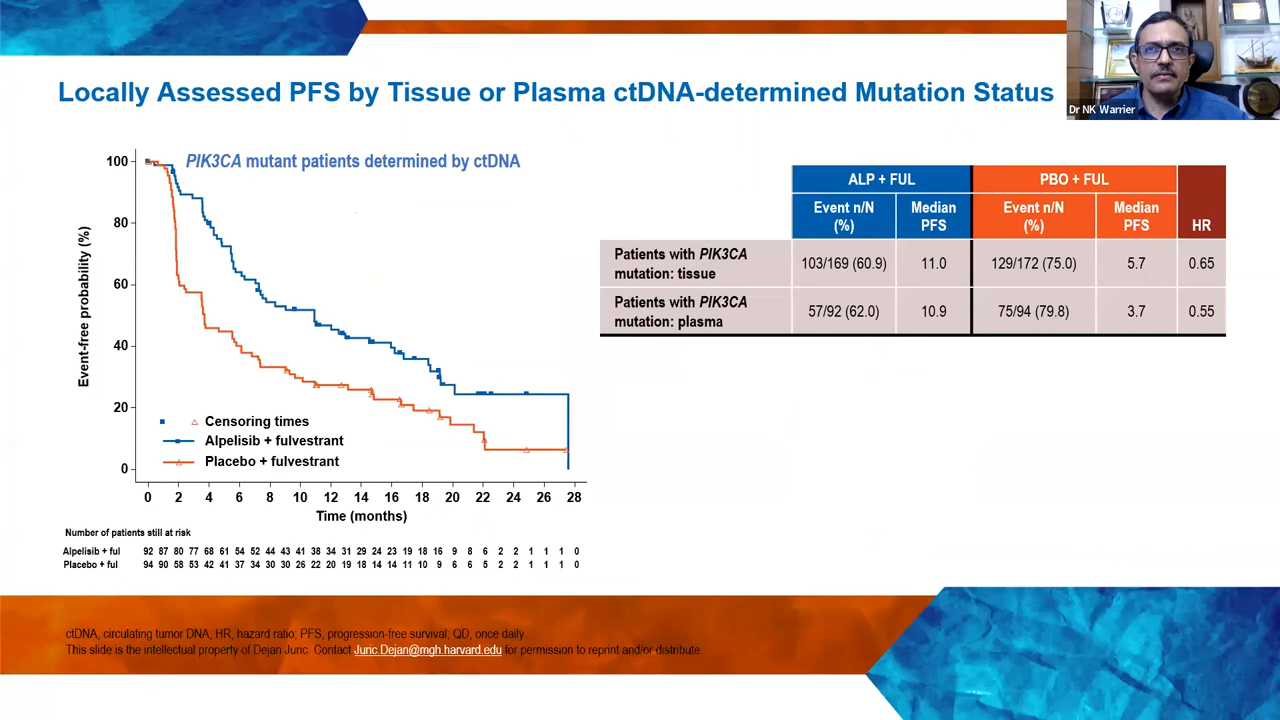 Locally Assessed PFS by Tissue or Plasma ctDNA-determined Mutation Status
Dr NK Warrier
PIK3CA mutant patients determined by ctDNA
Event-free probability (%)
100
80
60
40
20
0
Censoring times
Alpelisib + fulvestrant
Placebo + fulvestrant
0 2 4 6 8 10 12 14 16 18 20 22 24 26 28
Time (months)
Number of patients still at risk
Alpelisib + ful 92 87 80 77 68 61 54 52 44 43 41 38 34 31 29 24 23 19 18 16 9 8 6 2 2 1 1 1 0
Placebo + ful 94 90 58 53 42 41 37 34 30 30 26 22 20 19 18 14 14 11 10 9 6 6 5 2 2 1 1 1 0
ALP + FUL PBO + FUL HR
Event n/N (%) Median PFS Event n/N (%) Median PFS
Patients with PIK3CA mutation: tissue 103/169 (60.9) 11.0 129/172 (75.0) 5.7 0.65
Patients with PIK3CA mutation: plasma 57/92 (62.0) 10.9 75/94 (79.8) 3.7 0.55
ctDNA, circulating tumor DNA; HR, hazard ratio; PFS, progression-free survival; QD, once daily.
This slide is the intellectual property of Dejan Juric. Contact Juric.Dejan@mgh.harvard.edu for permission to reprint and/or distribute.